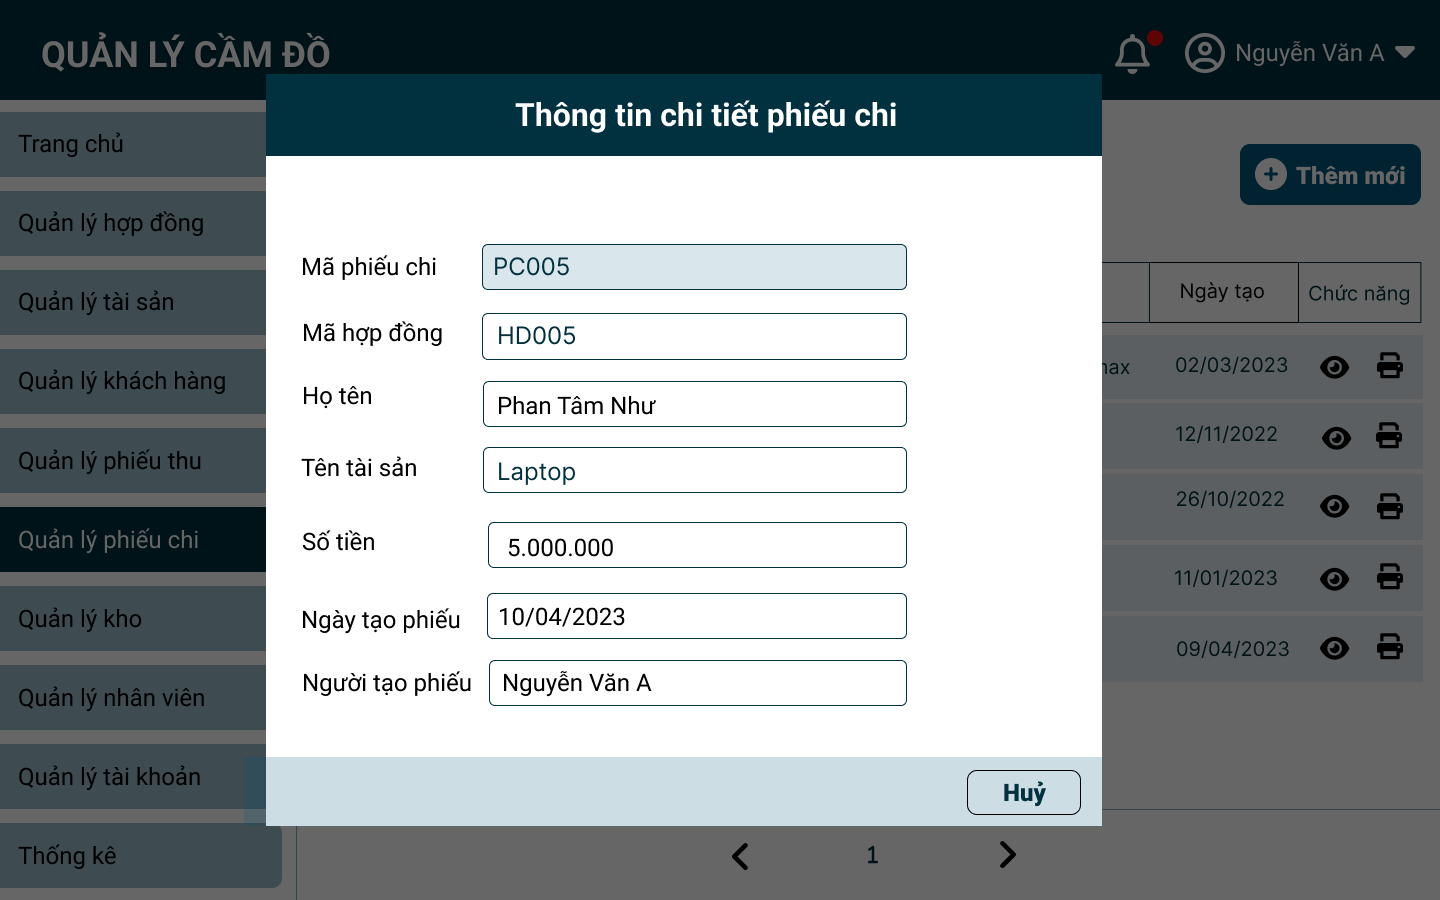 QUẢN LÝ CẦM ĐỒ
Nguyễn Văn A
Trang chủ
Quản lý hợp đồng
Quản lý tài sản
Quản lý khách hàng
Quản lý phiếu thu
Quản lý phiếu chi
Quản lý kho
Quản lý nhân viên
Quản lý tài khoản
Thống kê
Thông tin chi tiết phiếu chi
Mã phiếu chi PC005
Mã hợp đồng HD005
Họ tên Phan Tâm Như
Tên tài sản Laptop
Số tiền 5.000.000
Ngày tạo phiếu 10/04/2023
Người tạo phiếu Nguyễn Văn A
Huỷ
Thêm mới
Ngày tạo Chức năng
02/03/2023
12/11/2022
26/10/2022
11/01/2023
09/04/2023
1